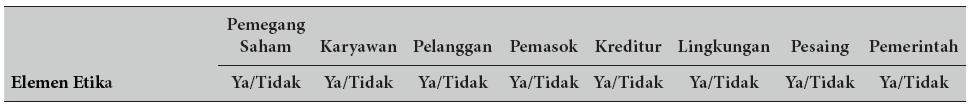 Pemegang
Saham Karyawan Pelanggan Pemasok Kreditur Lingkungan Pesaing Pemerintah
Elemen Etika Ya/Tidak Ya/Tidak Ya/Tidak Ya/Tidak Ya/Tidak Ya/Tidak Ya/Tidak Ya/Tidak